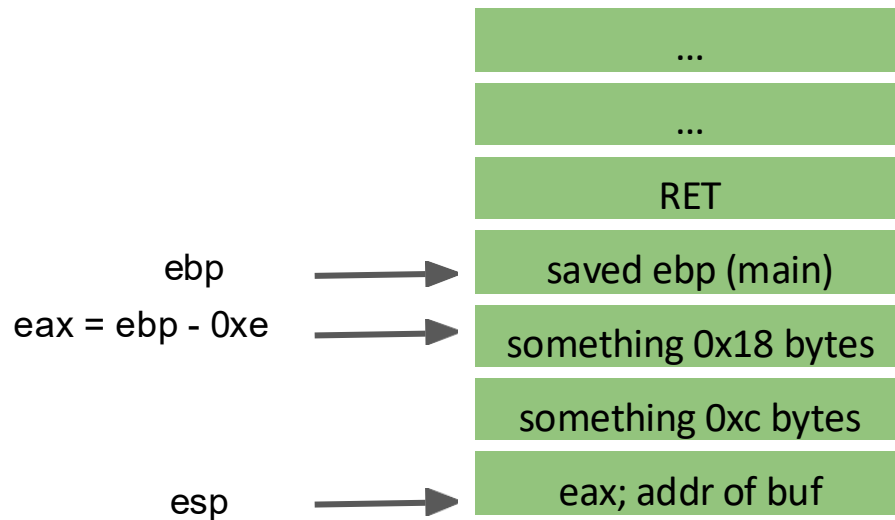 ...
...
RET
ebp
saved ebp (main)
eax = ebp - 0xe
something 0x18 bytes
something 0xc bytes
esp
eax; addr of buf